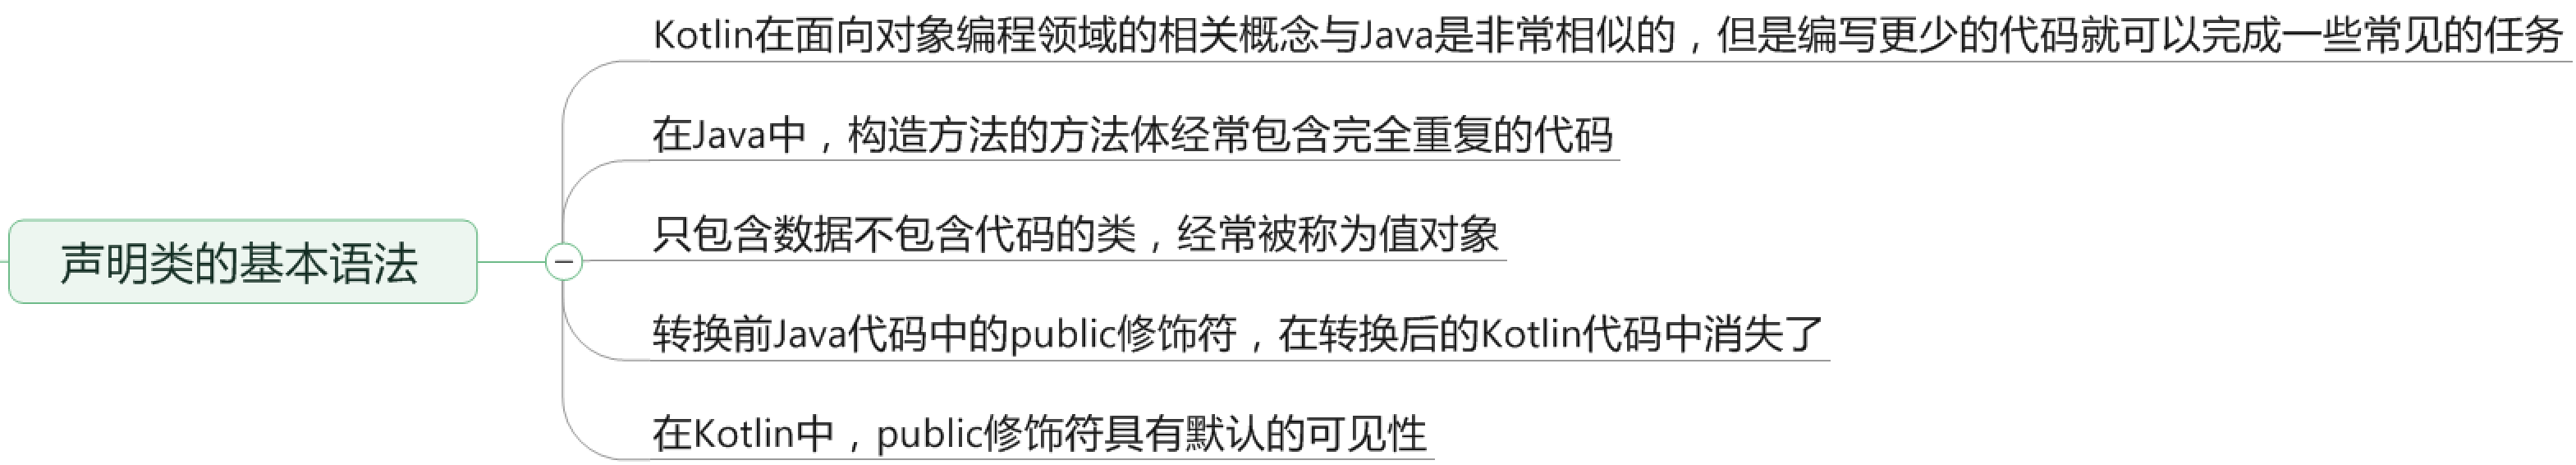 Kotlin在面向对象编程领域的相关概念与Java是非常相似的，但是编写更少的代码就可以完成一些常见的任务
在Java中，构造方法的方法体经常包含完全重复的代码
只包含数据不包含代码的类，经常被称为值对象
声明类的基本语法
转换前Java代码中的public修饰符，在转换后的Kotlin代码中消失了
在Kotlin中，public修饰符具有默认的可见性